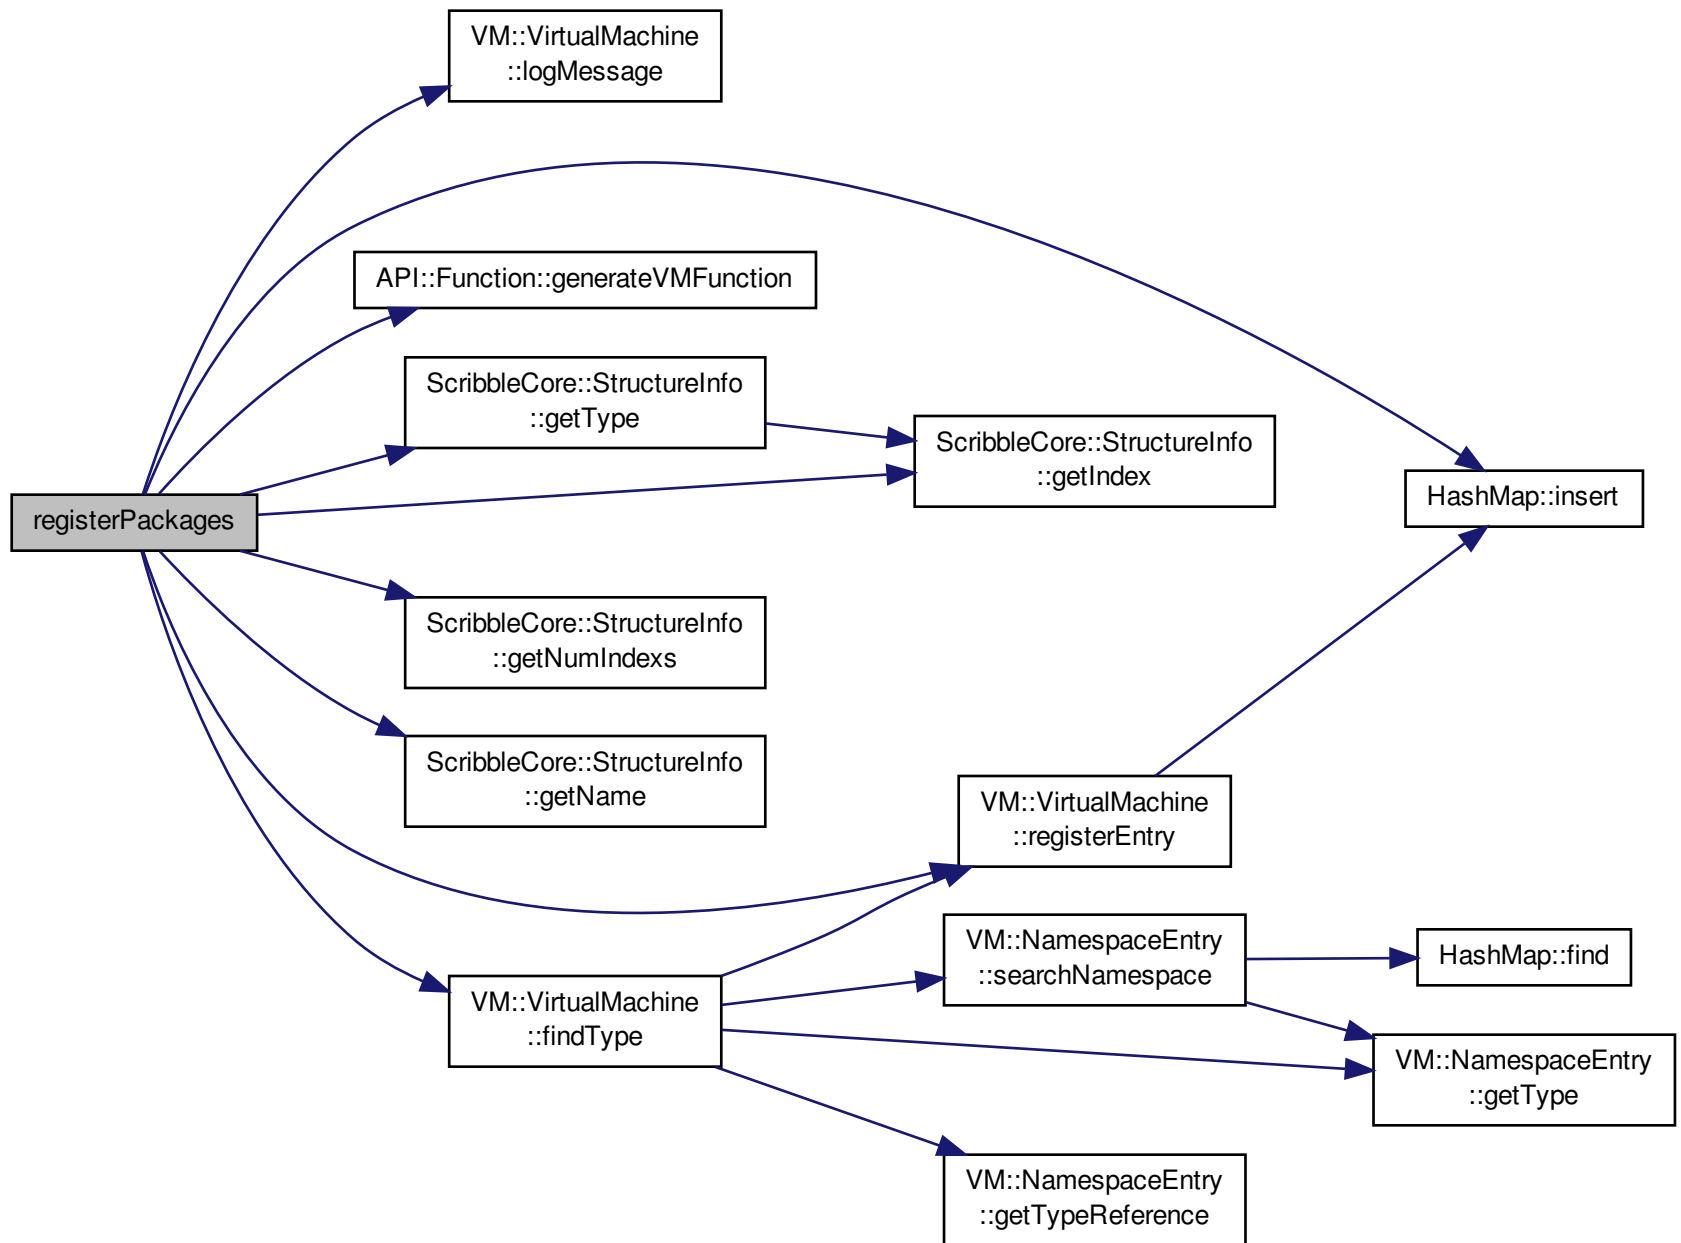 VM::VirtualMachine
::logMessage
API::Function::generateVMFunction
ScribbleCore::StructureInfo
::getType
ScribbleCore::StructureInfo
::getIndex
HashMap::insert
registerPackages
ScribbleCore::StructureInfo
::getNumIndexs
ScribbleCore::StructureInfo
::getName
VM::VirtualMachine
::registerEntry
VM::NamespaceEntry
::searchNamespace
HashMap::find
VM::VirtualMachine
::findType
VM::NamespaceEntry
::getType
VM::NamespaceEntry
::getTypeReference